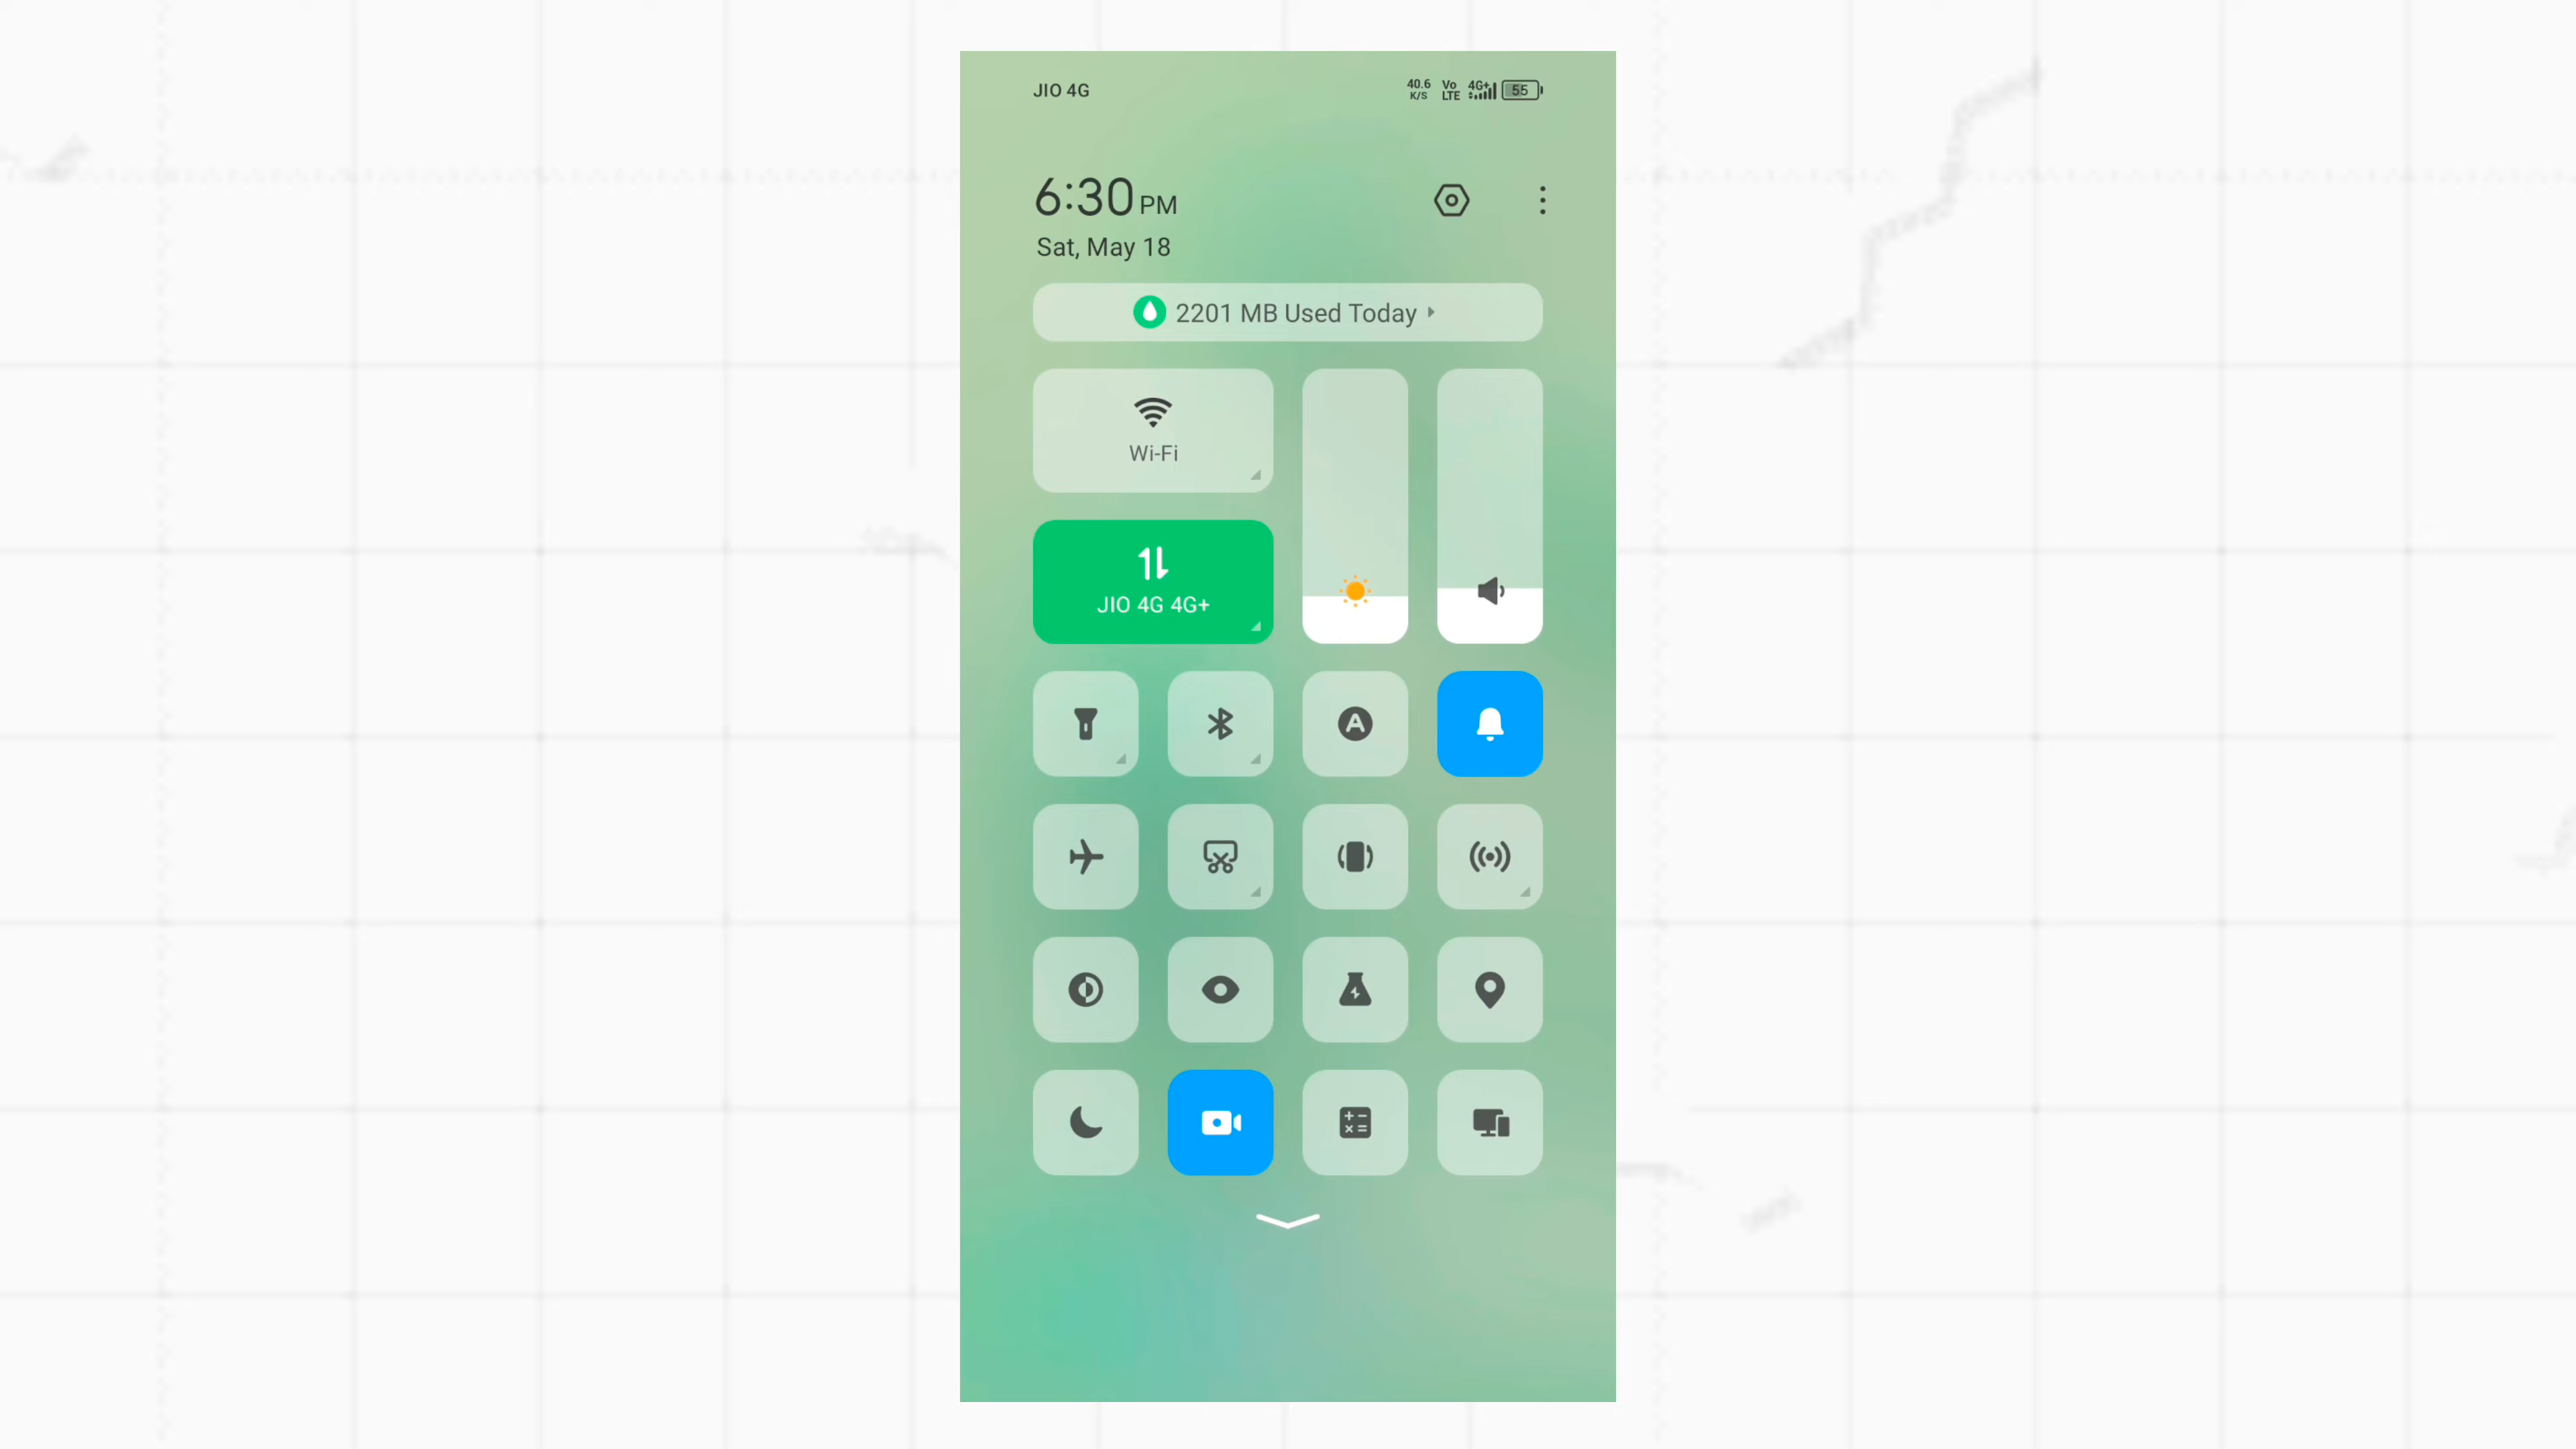 JIO 4G
40.6 K/S Vo LTE 4G+ 55
6:30 PM
Sat, May 18
2201 MB Used Today
Wi-Fi
JIO 4G 4G+
A